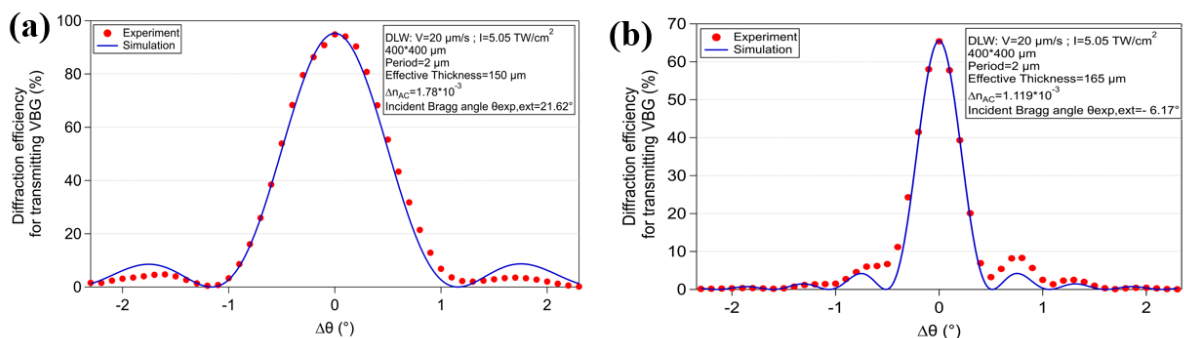 (a)
Diffraction efficiency
for transmitting VBG (%)
100
80
60
40
20
0
-2
-1
0
1
2
Δθ (°)
Experiment
Simulation
DLW: V=20 µm/s ; I=5.05 TW/cm²
400*400 µm
Period=2 µm
Effective Thickness=150 µm
Δn_AC=1.78*10⁻³
Incident Bragg angle θexp,ext=21.62°
(b)
Diffraction efficiency
for transmitting VBG (%)
70
60
50
40
30
20
10
0
-2
-1
0
1
2
Δθ (°)
Experiment
Simulation
DLW: V=20 µm/s ; I=5.05 TW/cm²
400*400 µm
Period=2 µm
Effective Thickness=165 µm
Δn_AC=1.119*10⁻³
Incident Bragg angle θexp,ext=- 6.17°